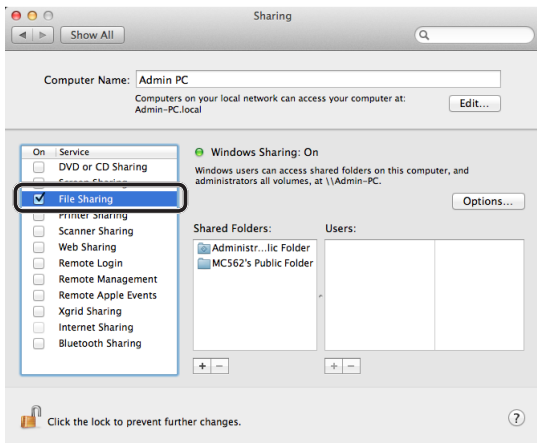 Sharing
Show All
Computer Name: Admin PC
Computers on your local network can access your computer at:
Admin-PC.local
Edit...
On Service
DVD or CD Sharing
Screen Sharing
File Sharing
Printer Sharing
Scanner Sharing
Web Sharing
Remote Login
Remote Management
Remote Apple Events
Xgrid Sharing
Internet Sharing
Bluetooth Sharing
Windows Sharing: On
Windows users can access shared folders on this computer, and
administrators all volumes, at \\Admin-PC.
Options...
Shared Folders:
Administr...lic Folder
MC562's Public Folder
Users:
+ −
+ −
Click the lock to prevent further changes.
?